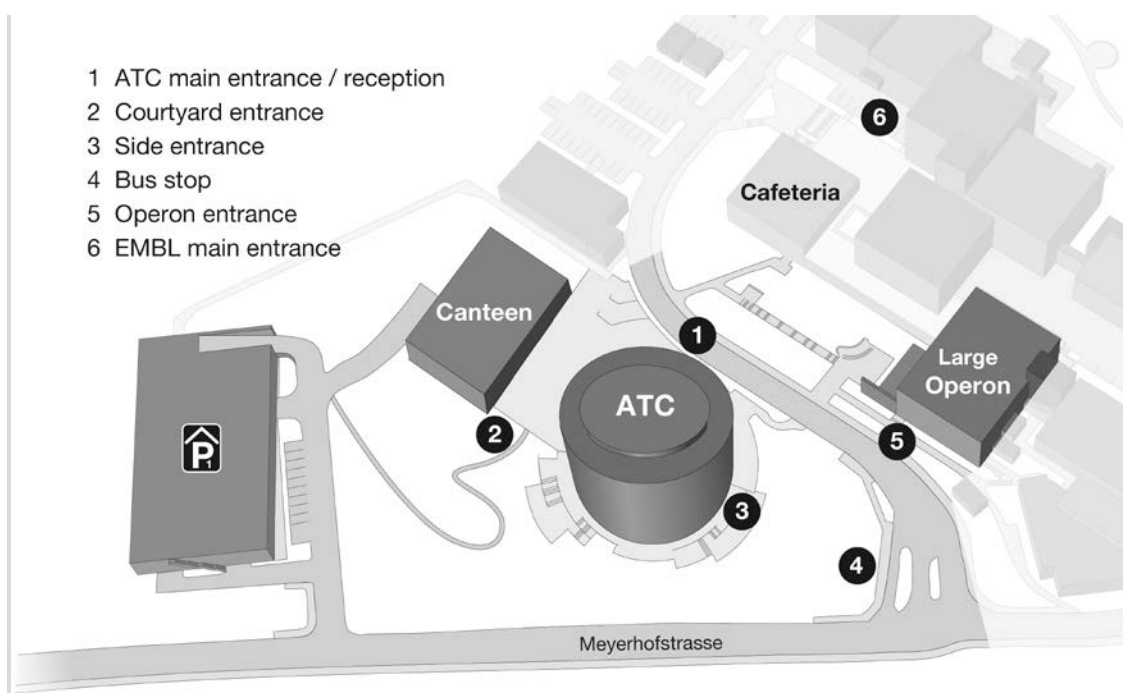 1 ATC main entrance / reception
2 Courtyard entrance
3 Side entrance
4 Bus stop
5 Operon entrance
6 EMBL main entrance
6
Cafeteria
Canteen
1
Large
Operon
ATC
2
5
P1
3
4
Meyerhofstrasse